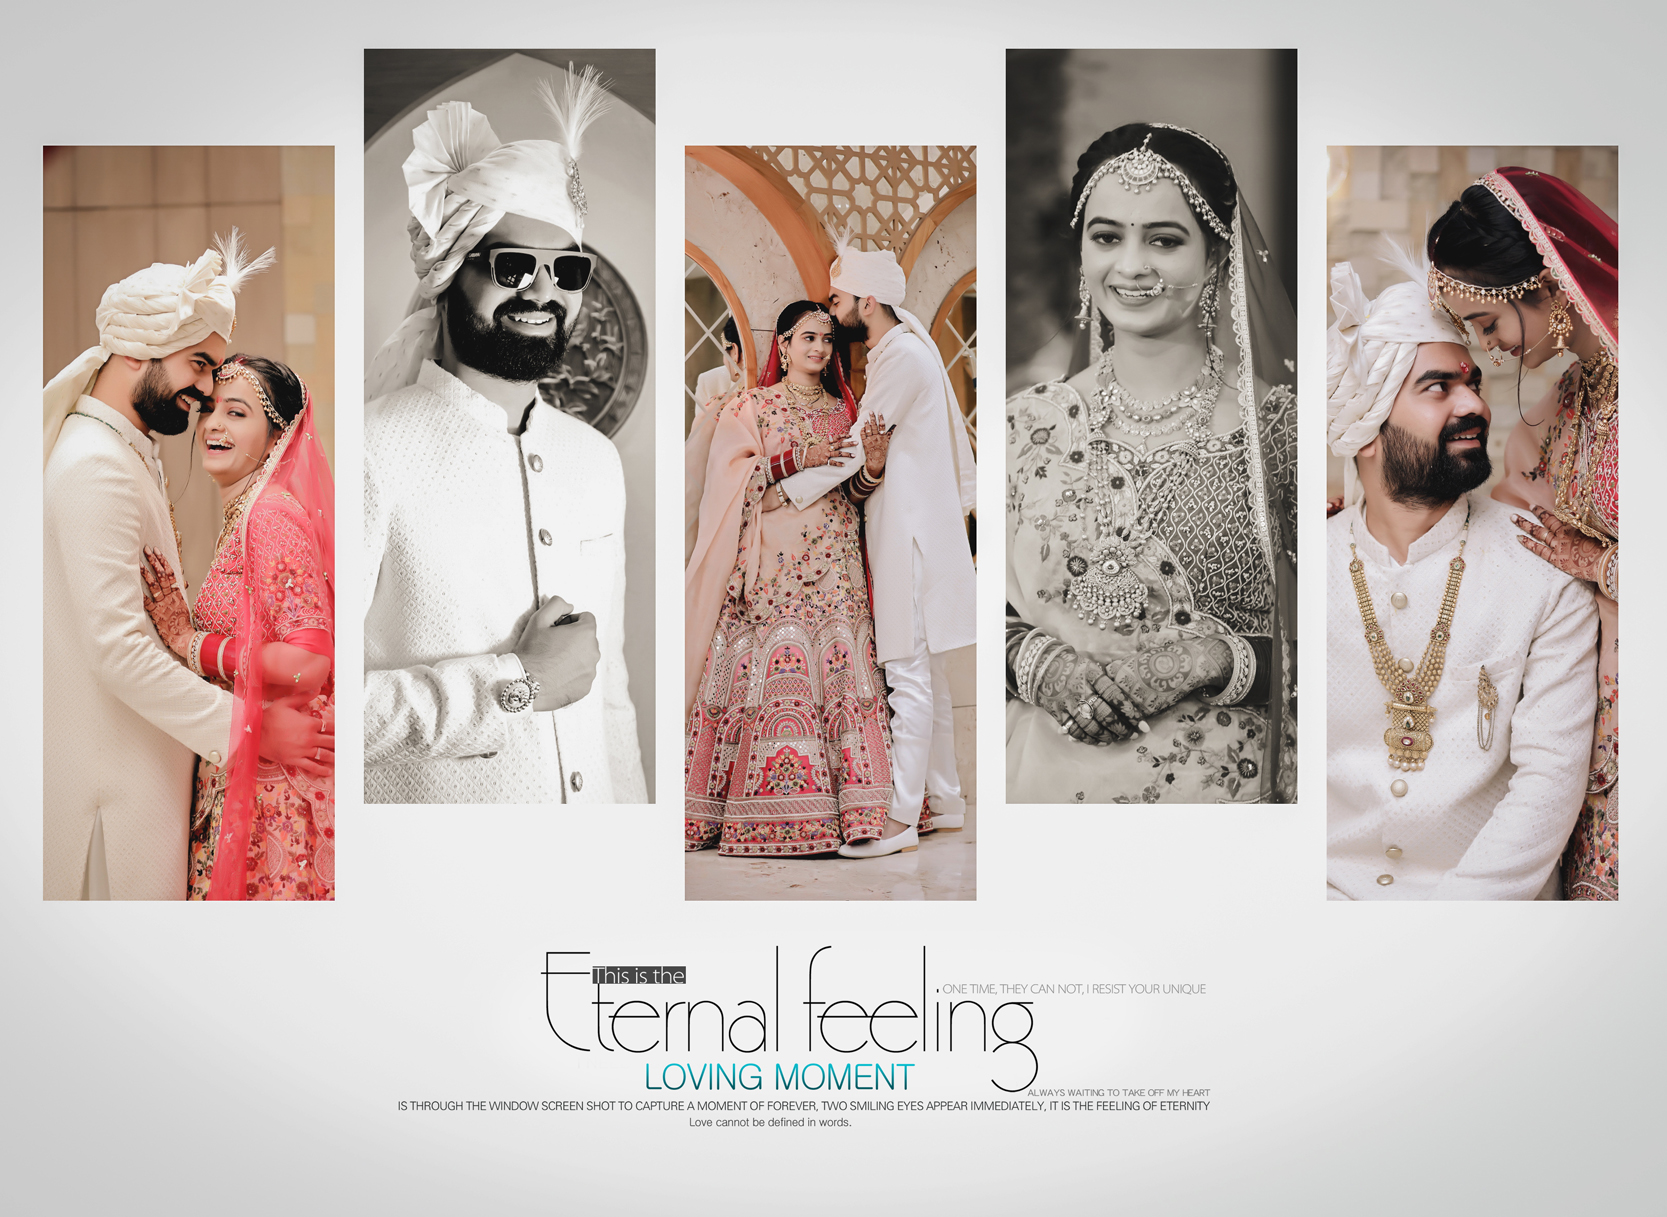 This is the
Eternal feeling
. ONE TIME, THEY CAN NOT, I RESIST YOUR UNIQUE
LOVING MOMENT
ALWAYS WAITING TO TAKE OFF MY HEART
IS THROUGH THE WINDOW SCREEN SHOT TO CAPTURE A MOMENT OF FOREVER, TWO SMILING EYES APPEAR IMMEDIATELY, IT IS THE FEELING OF ETERNITY
Love cannot be defined in words.